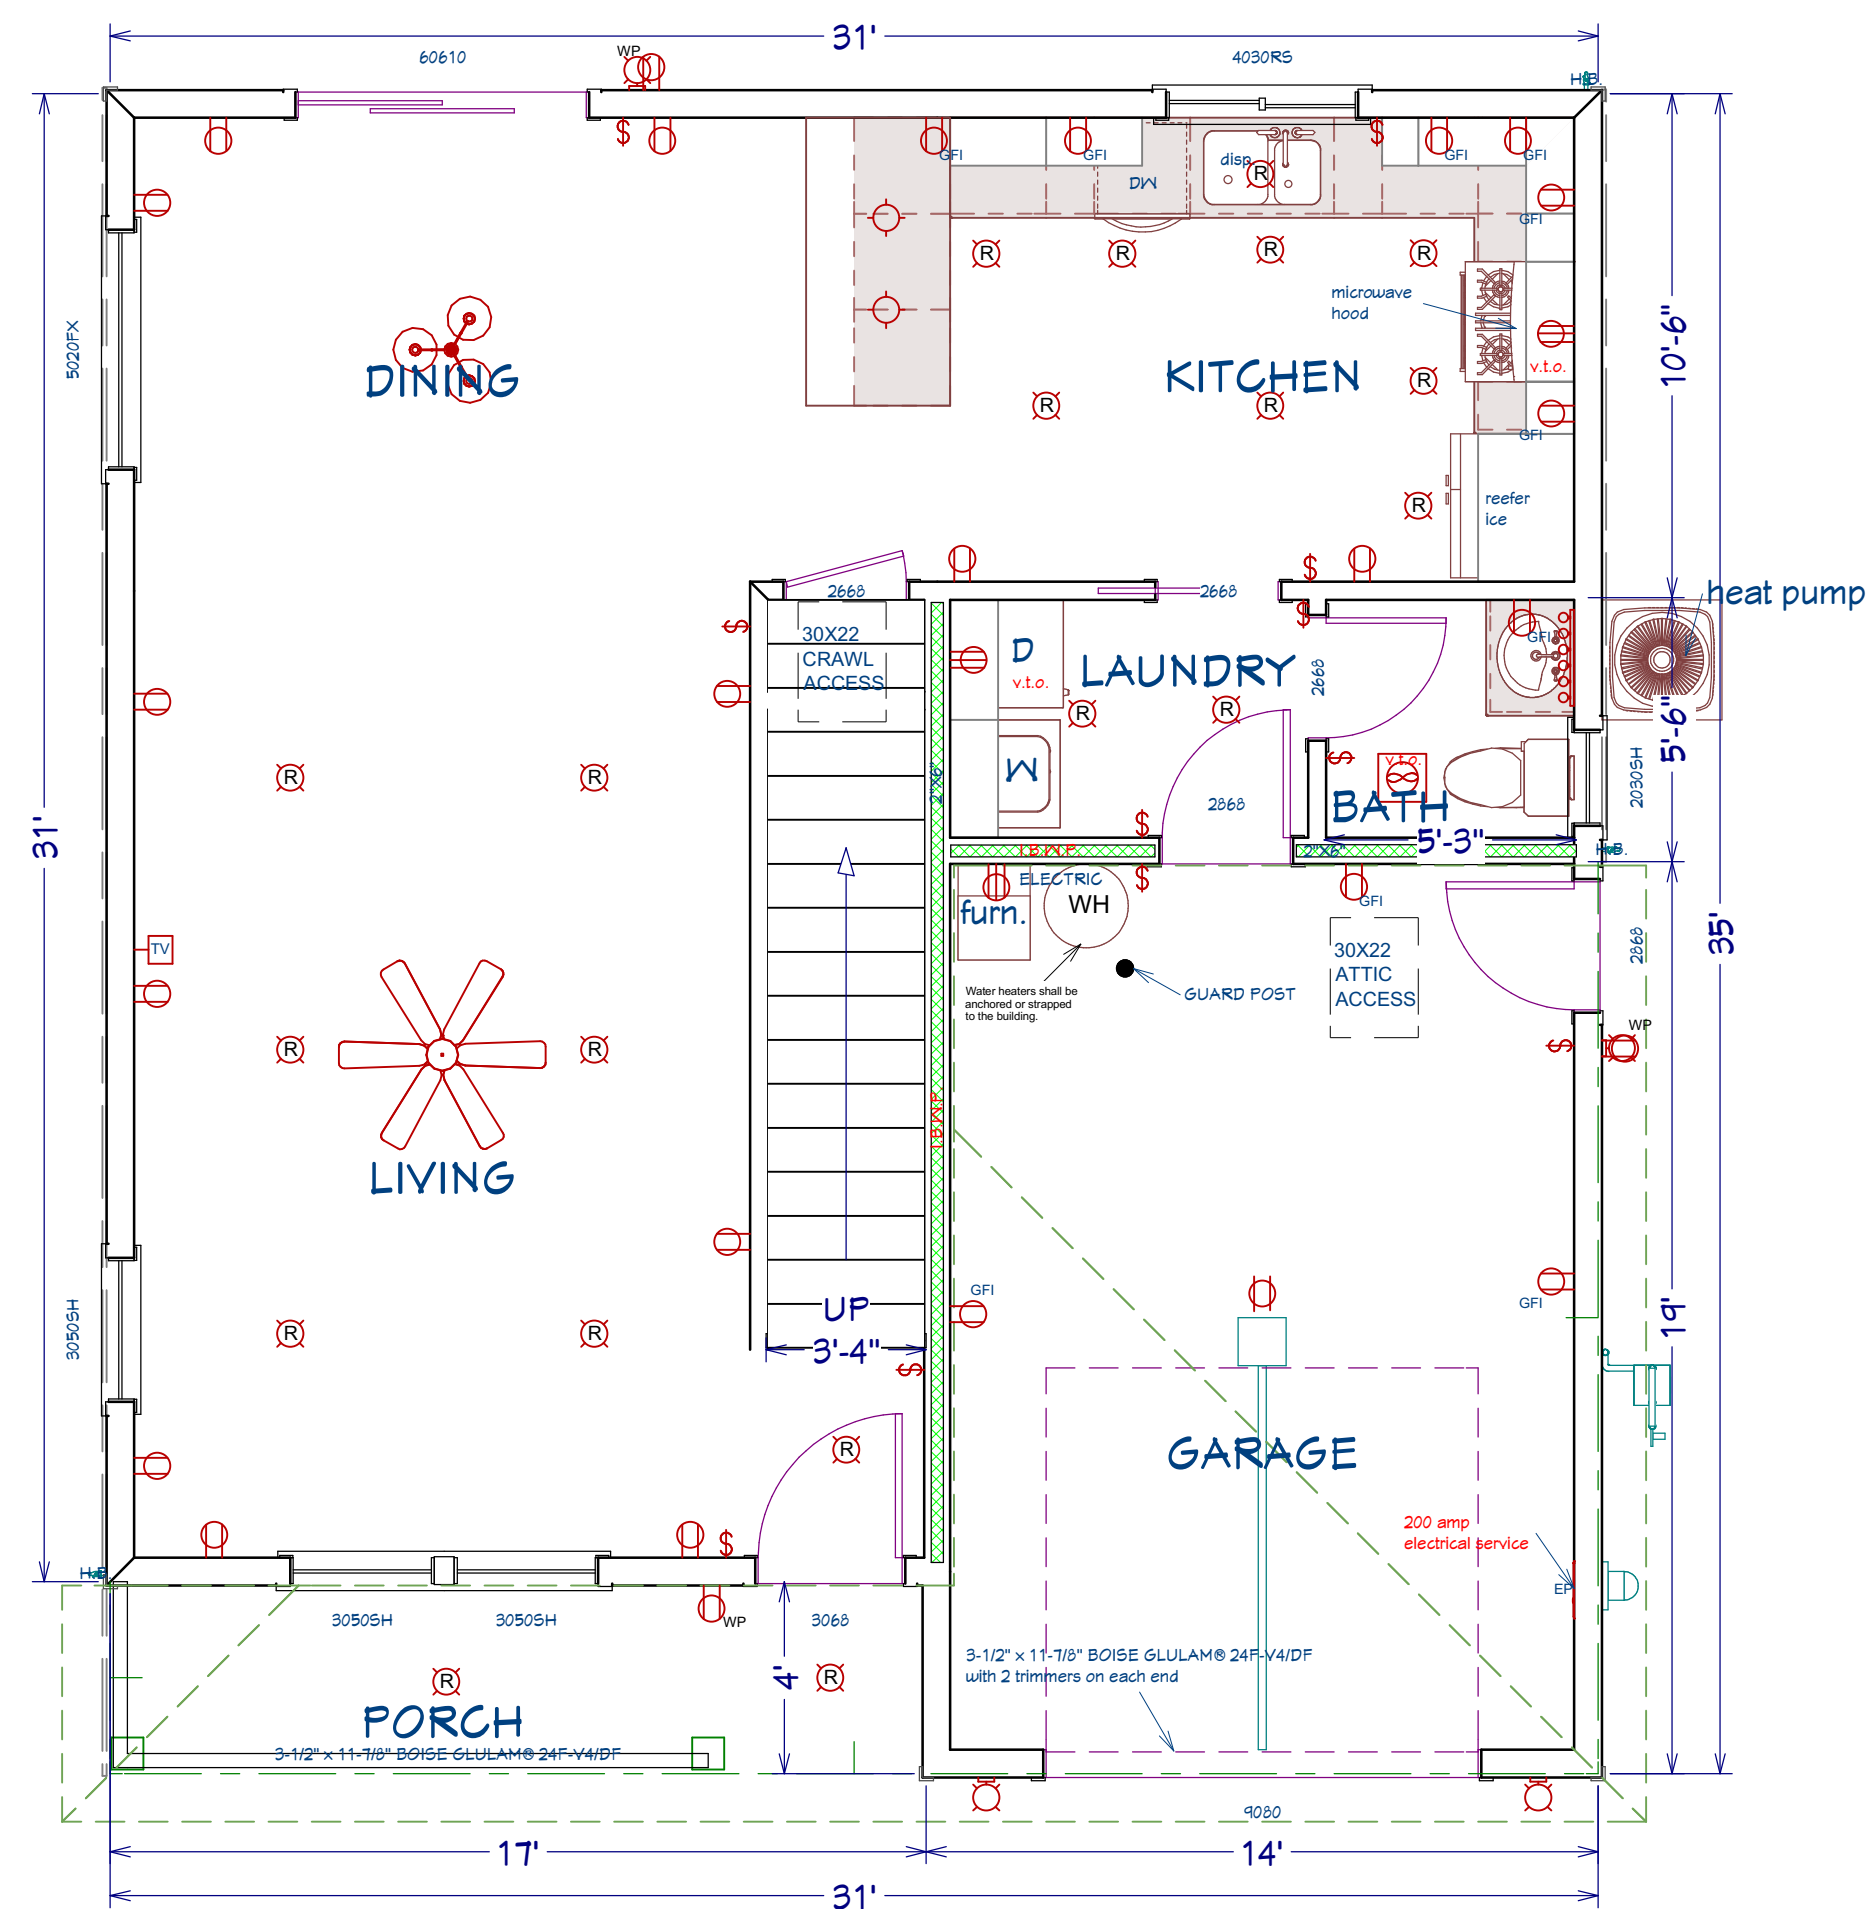 31'
60610
WP
4030RS
H.B.
$
$
GFI
GFI
GFI
GFI
disp
R
DW
GFI
R
R
R
R
microwave
hood
10'-6"
5020FX
DINING
KITCHEN
v.t.o.
R
R
R
GFI
R
reefer
ice
$
2668
2668
heat pump
$
$
30X22
CRAWL
ACCESS
D
v.t.o.
LAUNDRY
2668
GFI
R
R
5'-6"
R
R
W
2"X6"
$
v.t.o.
2030SH
2868
BATH
31'
$
I.B.W.P.
2"X6"
5'-3"
H.B.
ELECTRIC
$
furn.
WH
GFI
35'
2868
TV
30X22
ATTIC
ACCESS
Water heaters shall be
anchored or strapped
to the building.
GUARD POST
WP
R
R
$
I.B.W.P.
LIVING
GFI
GFI
UP
19'
3050SH
R
R
3'-4"
$
R
GARAGE
200 amp
electrical service
$
H.B.
EP
3050SH
3050SH
WP
3068
3-1/2" x 11-7/8" BOISE GLULAM® 24F-V4/DF
with 2 trimmers on each end
R
R
4'
PORCH
3-1/2" x 11-7/8" BOISE GLULAM® 24F-V4/DF
9080
17'
14'
31'